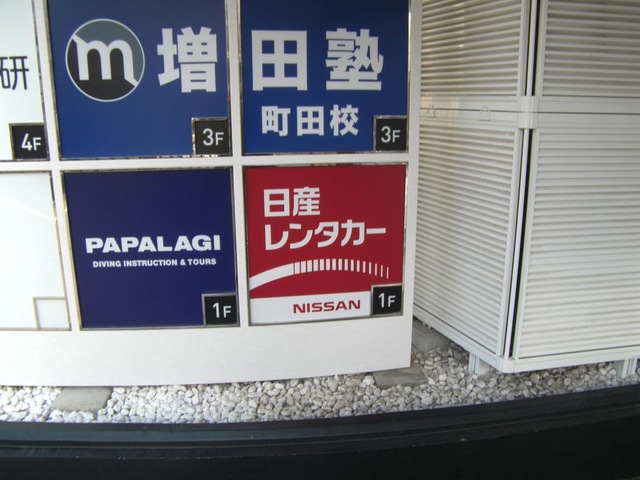 研
4F
m 増田塾
町田校
3F
3F
PAPALAGI
DIVING INSTRUCTION & TOURS
1F
日産
レンタカー
NISSAN
1F